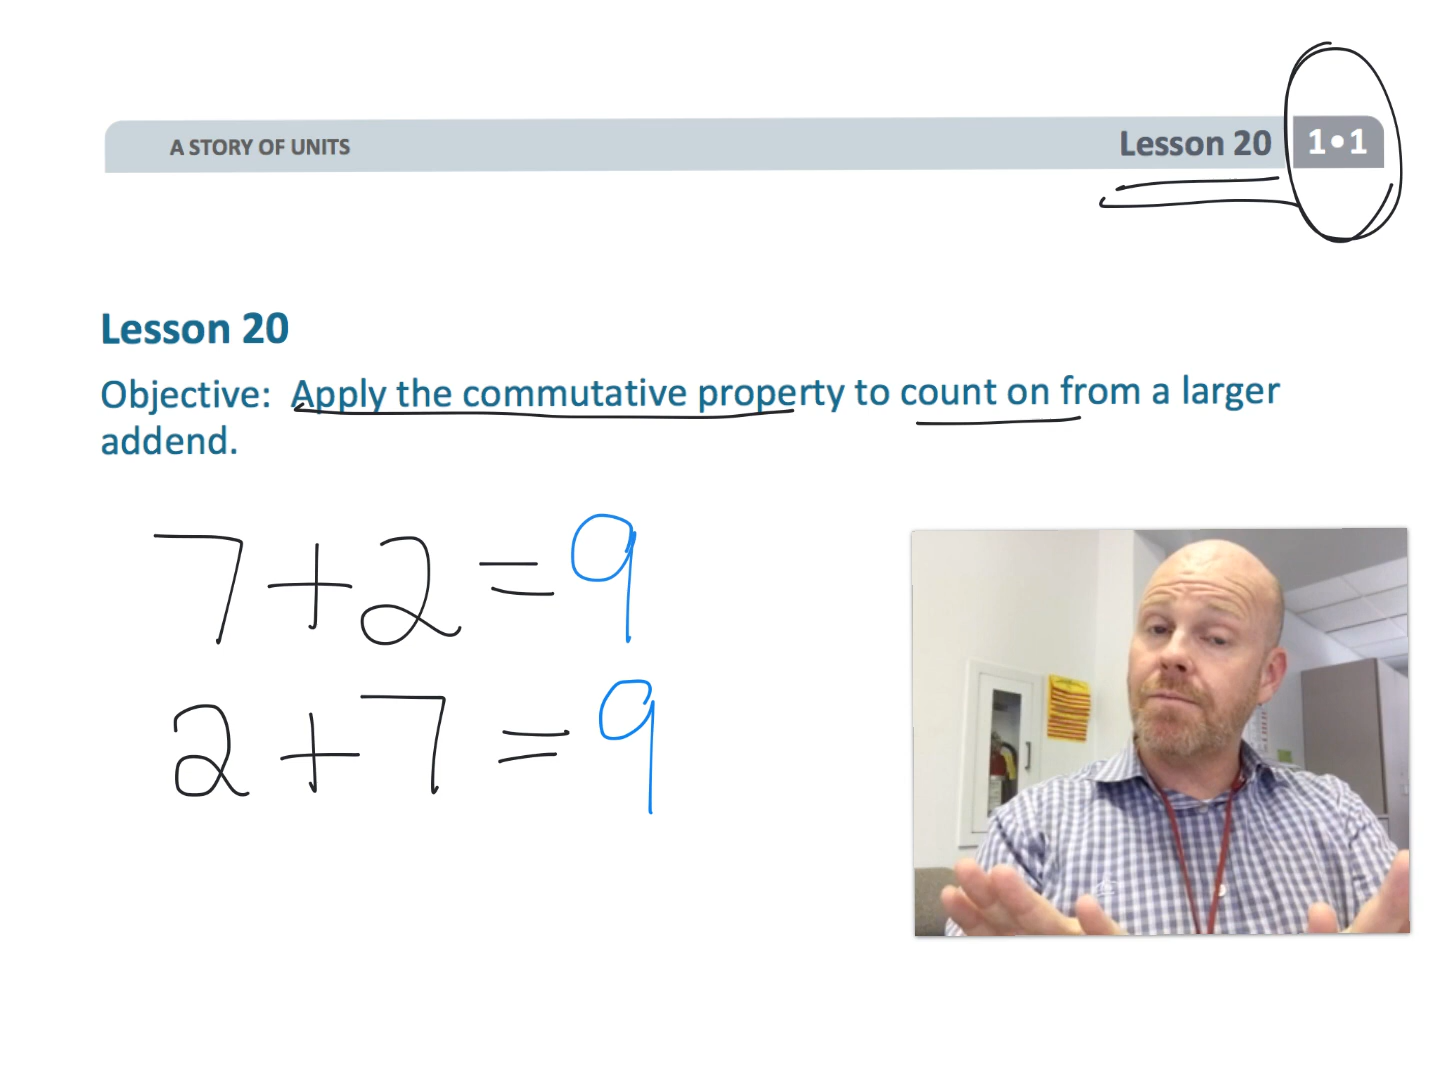 A STORY OF UNITS
Lesson 20 1•1
Lesson 20
Objective: Apply the commutative property to count on from a larger
addend.
7+2=9
2+7=9